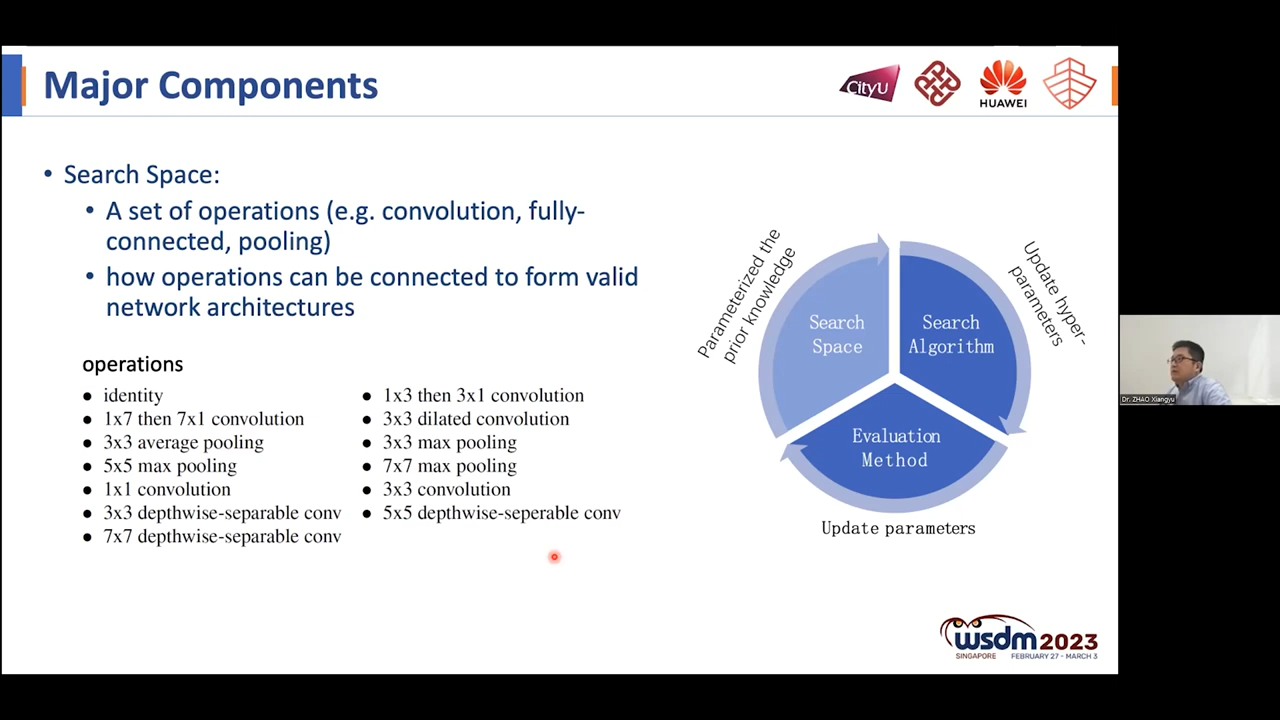 Major Components
CityU
HUAWEI
• Search Space:
• A set of operations (e.g. convolution, fully-
connected, pooling)
• how operations can be connected to form valid
network architectures
operations
• identity
• 1x7 then 7x1 convolution
• 3x3 average pooling
• 5x5 max pooling
• 1x1 convolution
• 3x3 depthwise-separable conv
• 7x7 depthwise-separable conv
• 1x3 then 3x1 convolution
• 3x3 dilated convolution
• 3x3 max pooling
• 7x7 max pooling
• 3x3 convolution
• 5x5 depthwise-seperable conv
Parameterized the
prior knowledge
Search
Space
Search
Algorithm
Update hyper-
parameters
Evaluation
Method
Update parameters
Dr. ZHAO Xiangyu
wsdm 2023
SINGAPORE FEBRUARY 27 - MARCH 3